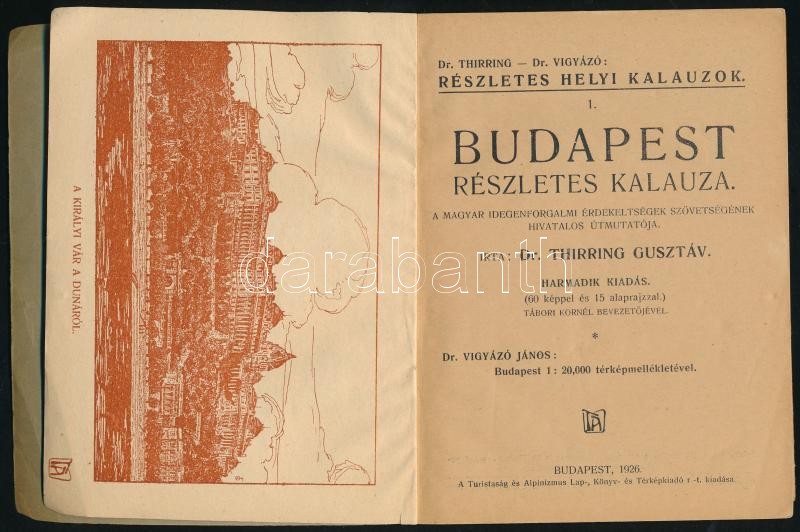 A KIRÁLYI VÁR A DUNÁRÓL.
Dr. THIRRING — Dr. VIGYÁZÓ:
RÉSZLETES HELYI KALAUZOK.
1.
BUDAPEST
RÉSZLETES KALAUZA.
A MAGYAR IDEGENFORGALMI ÉRDEKELTSÉGEK SZÖVETSÉGÉNEK
HIVATALOS ÚTMUTATÓJA.
IRTA: Dr. THIRRING GUSZTÁV.
HARMADIK KIADÁS.
(60 képpel és 15 alaprajzzal.)
TÁBORI KORNÉL BEVEZETŐJÉVEL.
*
Dr. VIGYÁZÓ JÁNOS:
Budapest 1 : 20,000 térképmellékletével.
BUDAPEST, 1926.
A Turistaság és Alpinizmus Lap-, Könyv- és Térképkiadó r.-t. kiadása.
darabanth